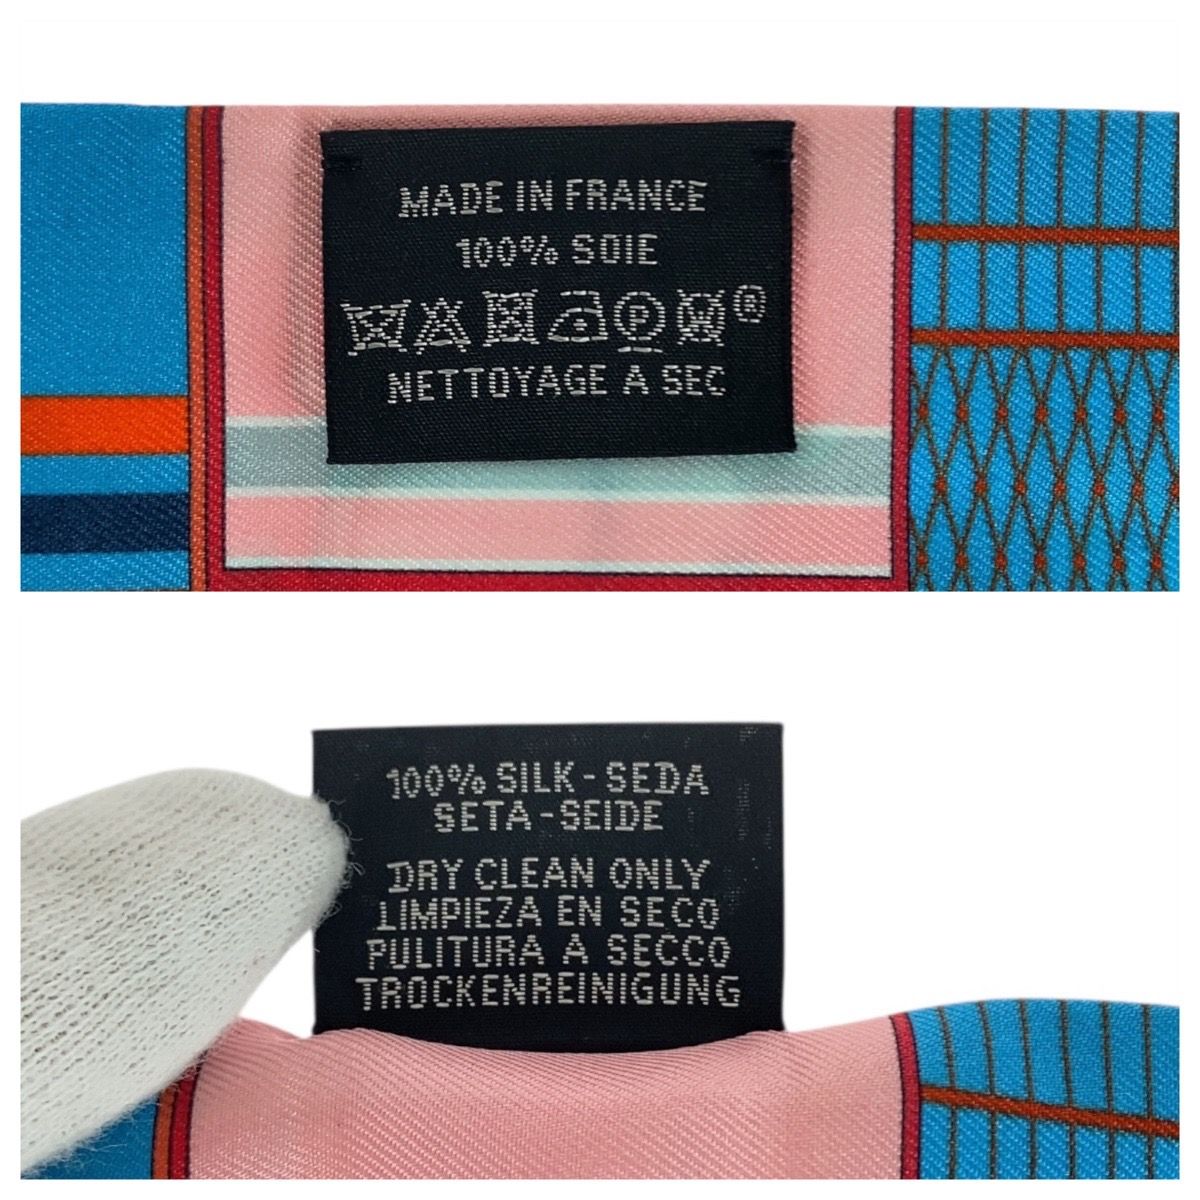 MADE IN FRANCE
100% SOIE
P ®
NETTOYAGE A SEC
100% SILK - SEDA
SETA - SEIDE
DRY CLEAN ONLY
LIMPIEZA EN SECO
PULITURA A SECCO
TROCKENREINIGUNG